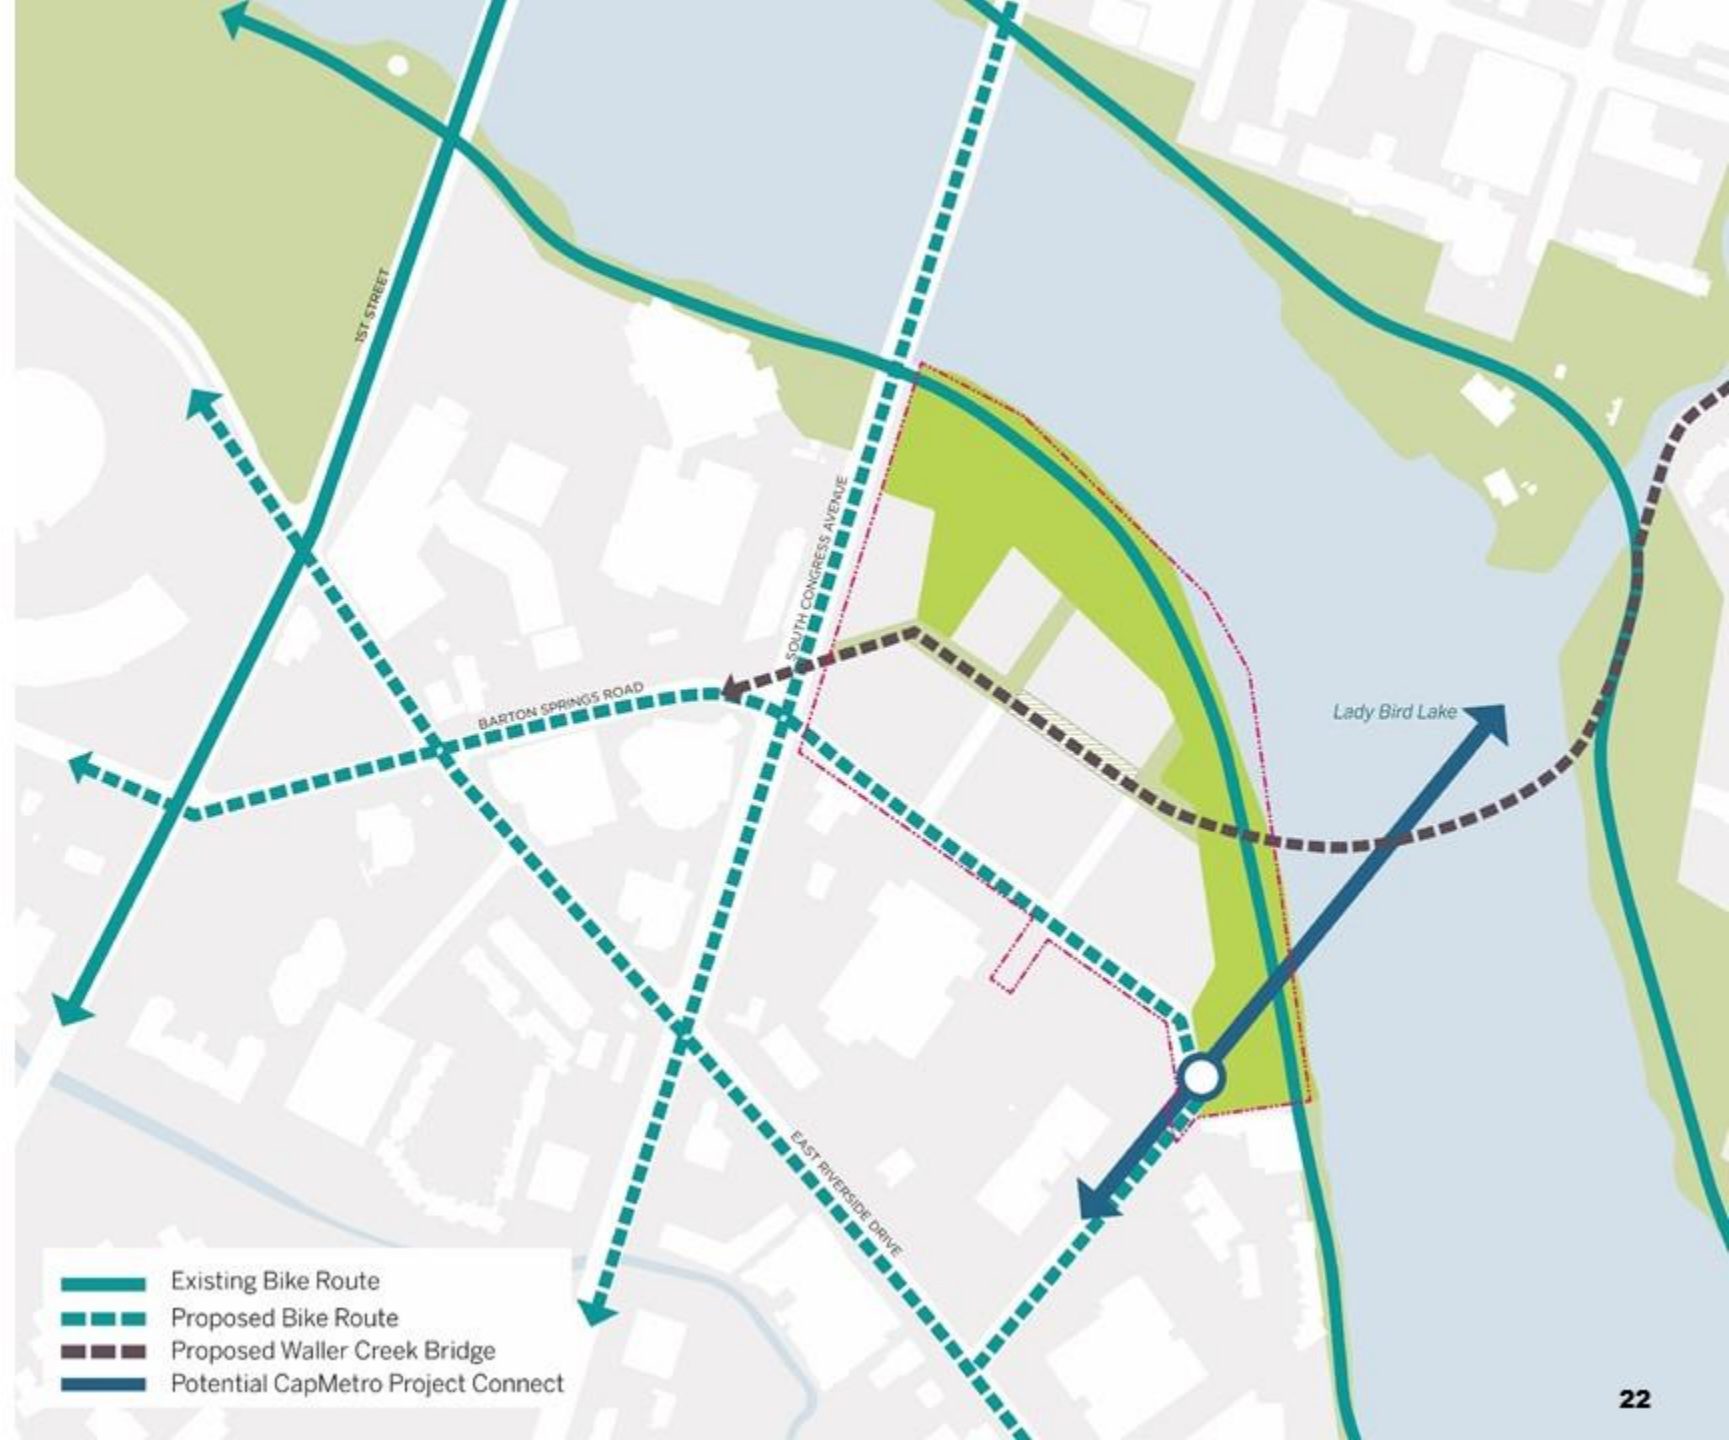 1ST STREET
SOUTH CONGRESS AVENUE
BARTON SPRINGS ROAD
Lady Bird Lake
EAST RIVERSIDE DRIVE
Existing Bike Route
Proposed Bike Route
Proposed Waller Creek Bridge
Potential CapMetro Project Connect
22